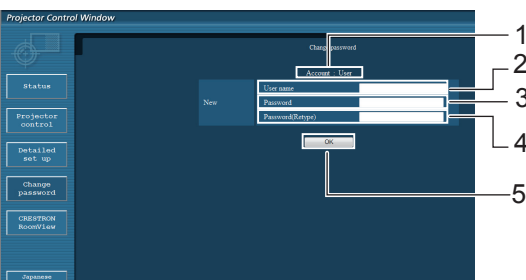 Projector Control Window
Change password
1
Account : User
2
Status
New
User name
Password
3
Password(Retype)
4
Projector
control
OK
Detailed
set up
Change
password
5
CRESTRON
RoomView
Japanese